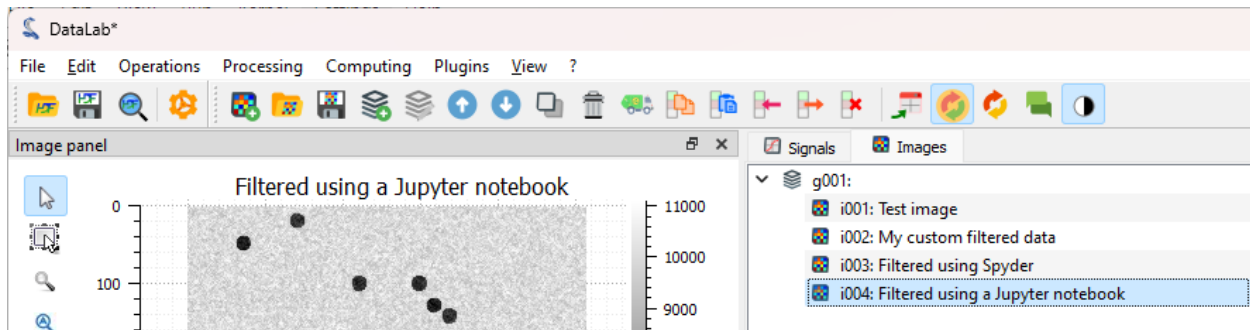 DataLab*
File Edit Operations Processing Computing Plugins View ?
Image panel
Signals Images
Filtered using a Jupyter notebook
0
100
11000
10000
9000
g001:
i001: Test image
i002: My custom filtered data
i003: Filtered using Spyder
i004: Filtered using a Jupyter notebook